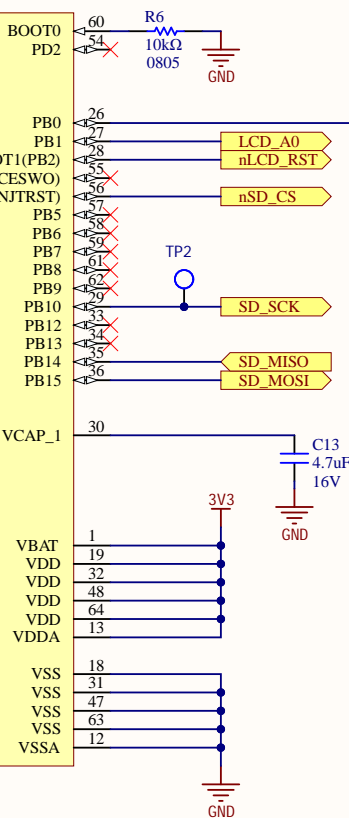 BOOT0 60 R6
PD2 54 10kΩ
0805
GND
PB0 26
PB1 27 LCD_A0
OT1(PB2) 28 nLCD_RST
CESWO) 55
NJTRST) 56 nSD_CS
PB5 57
PB6 58
PB7 59 TP2
PB8 61
PB9 62
PB10 29 SD_SCK
PB12 33
PB13 34
PB14 35 SD_MISO
PB15 36 SD_MOSI
VCAP_1 30
C13
4.7uF
16V
GND
3V3
VBAT 1
VDD 19
VDD 32
VDD 48
VDD 64
VDDA 13
VSS 18
VSS 31
VSS 47
VSS 63
VSSA 12
GND